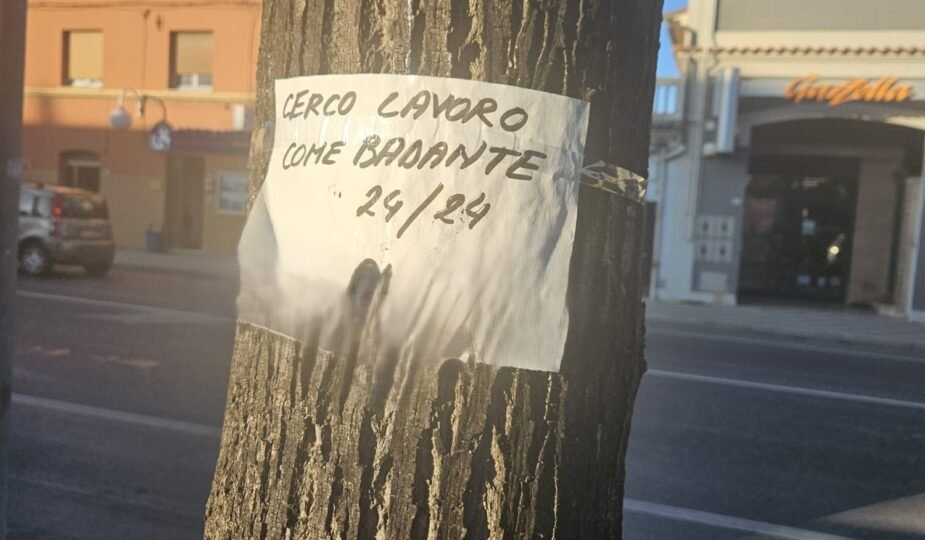 CERCO LAVORO
COME BADANTE
24/24
Gazzella